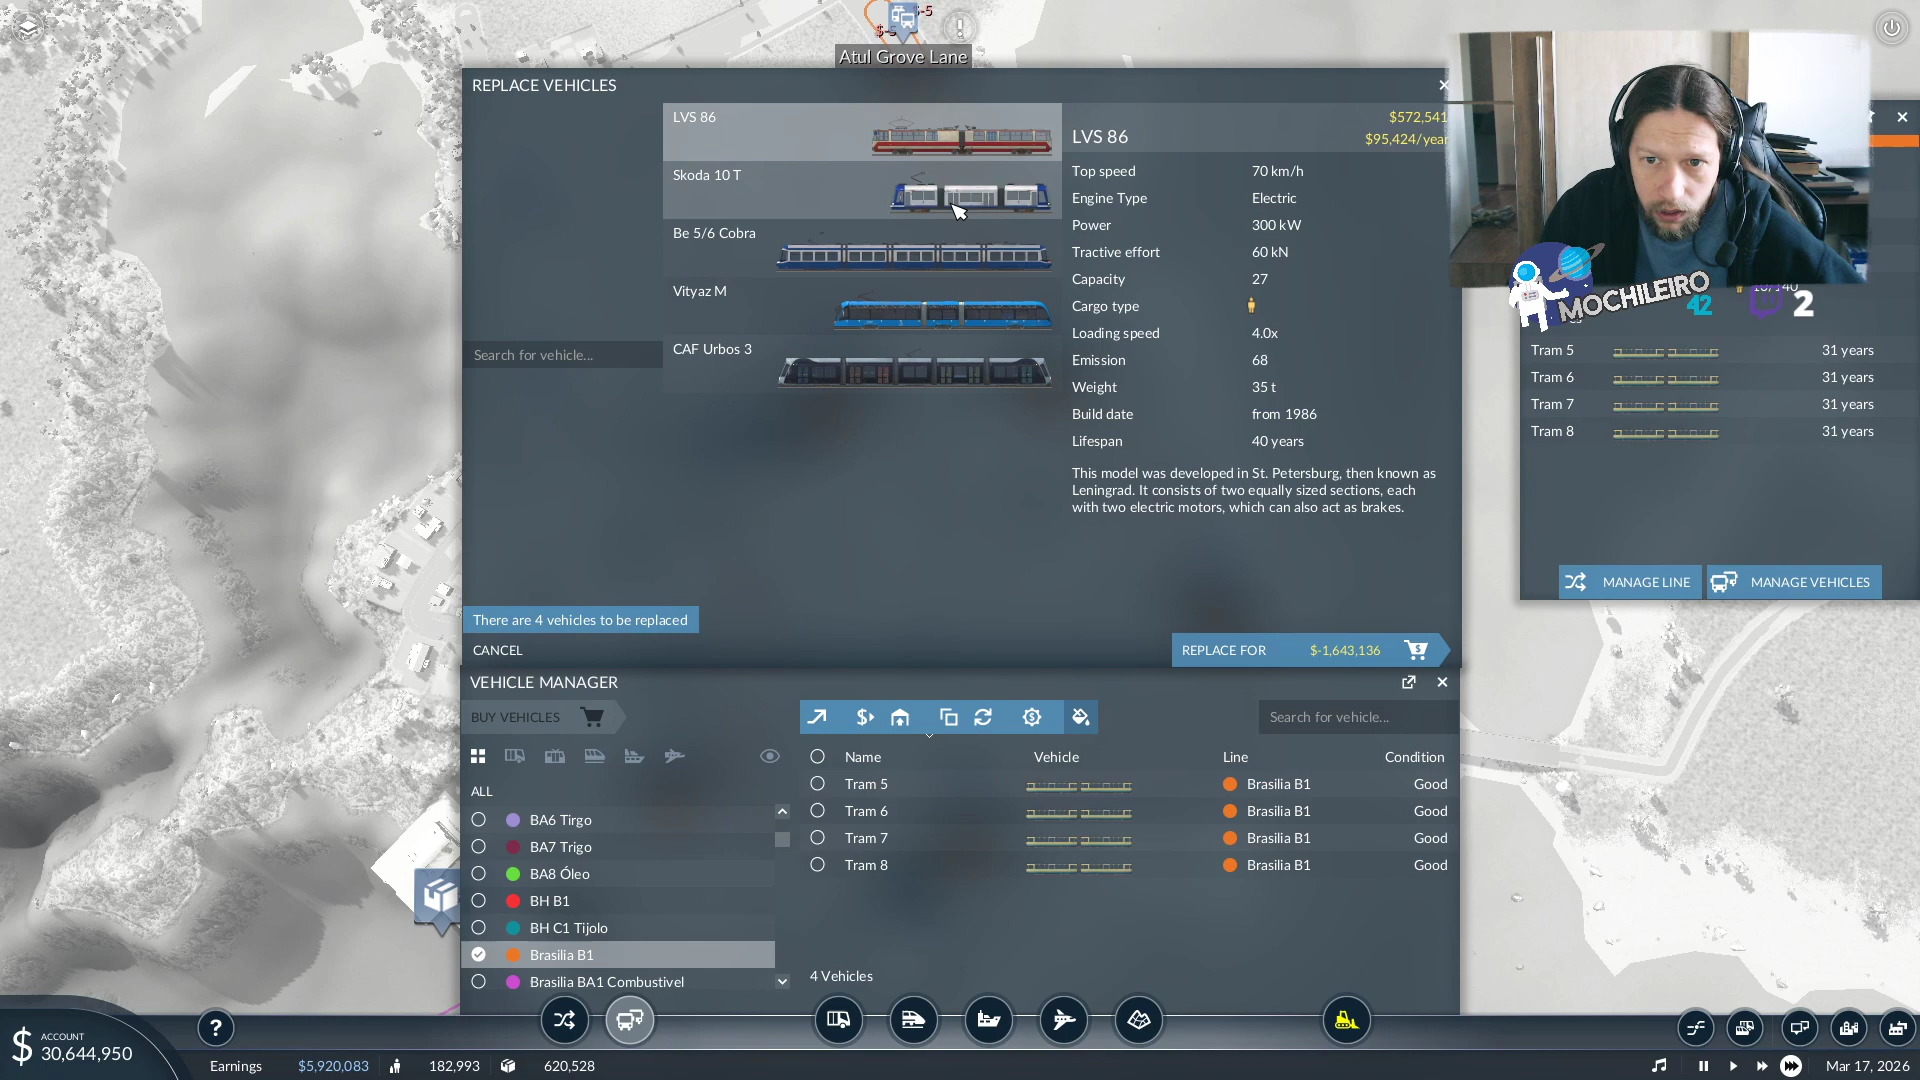 $-5
Atul Grove Lane
REPLACE VEHICLES
LVS 86
Skoda 10 T
Be 5/6 Cobra
Vityaz M
CAF Urbos 3
Search for vehicle...
$572,541
LVS 86
$95,424/year
Top speed 70 km/h
Engine Type Electric
Power 300 kW
Tractive effort 60 kN
Capacity 27
Cargo type
Loading speed 4.0x
Emission 68
Weight 35 t
Build date from 1986
Lifespan 40 years
This model was developed in St. Petersburg, then known as
Leningrad. It consists of two equally sized sections, each
with two electric motors, which can also act as brakes.
There are 4 vehicles to be replaced
CANCEL
REPLACE FOR $-1,643,136
MOCHILEIRO
42
2
Tram 5 31 years
Tram 6 31 years
Tram 7 31 years
Tram 8 31 years
MANAGE LINE
MANAGE VEHICLES
VEHICLE MANAGER
BUY VEHICLES
Search for vehicle...
ALL
BA6 Tirgo
BA7 Trigo
BA8 Óleo
BH B1
BH C1 Tijolo
Brasilia B1
Brasilia BA1 Combustivel
Name Vehicle Line Condition
Tram 5 Brasilia B1 Good
Tram 6 Brasilia B1 Good
Tram 7 Brasilia B1 Good
Tram 8 Brasilia B1 Good
4 Vehicles
?
$ ACCOUNT
30,644,950
Earnings $5,920,083 182,993 620,528
Mar 17, 2026